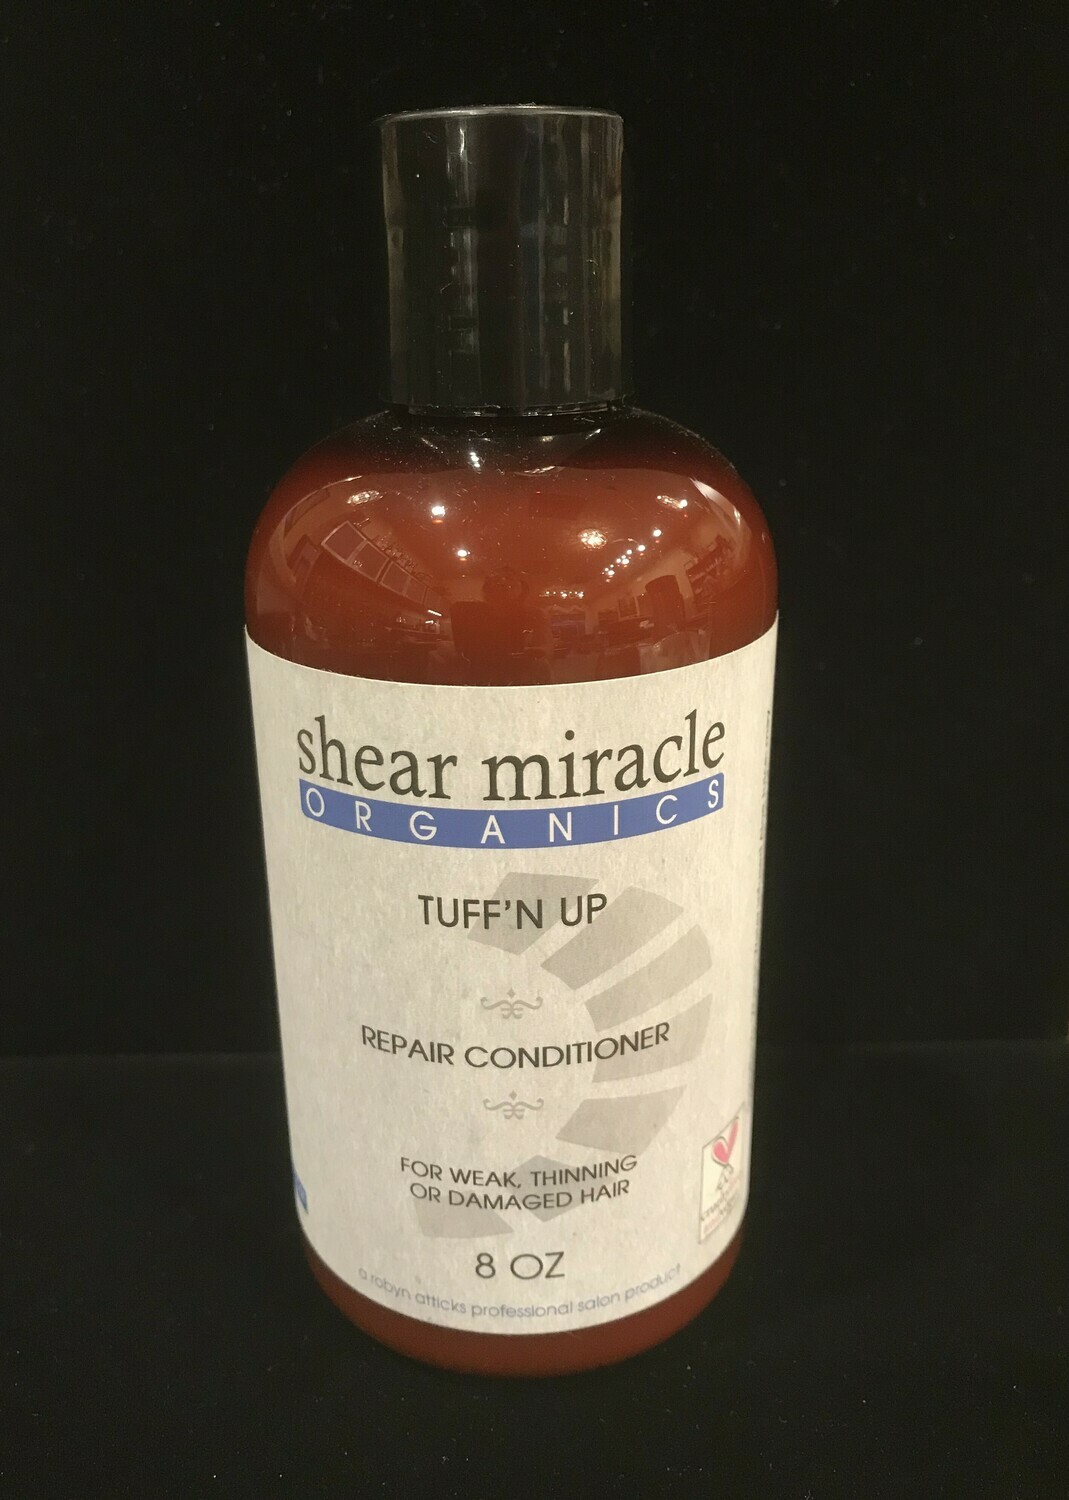 shear miracle
ORGANICS
TUFF'N UP
REPAIR CONDITIONER
FOR WEAK, THINNING
OR DAMAGED HAIR
8 OZ
a robyn atticks professional salon product